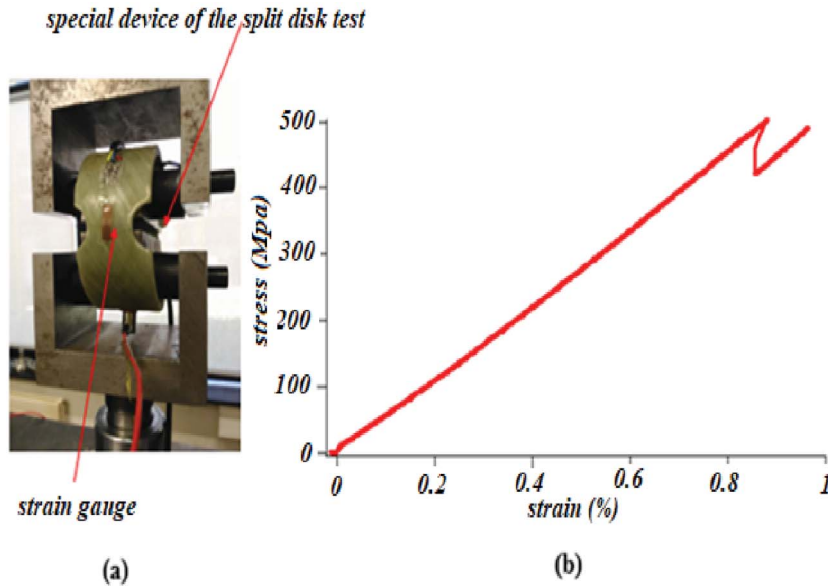 special device of the split disk test
500
400
300
200
100
0
stress (Mpa)
0 0.2 0.4 0.6 0.8 1
strain (%)
strain gauge
(a)
(b)